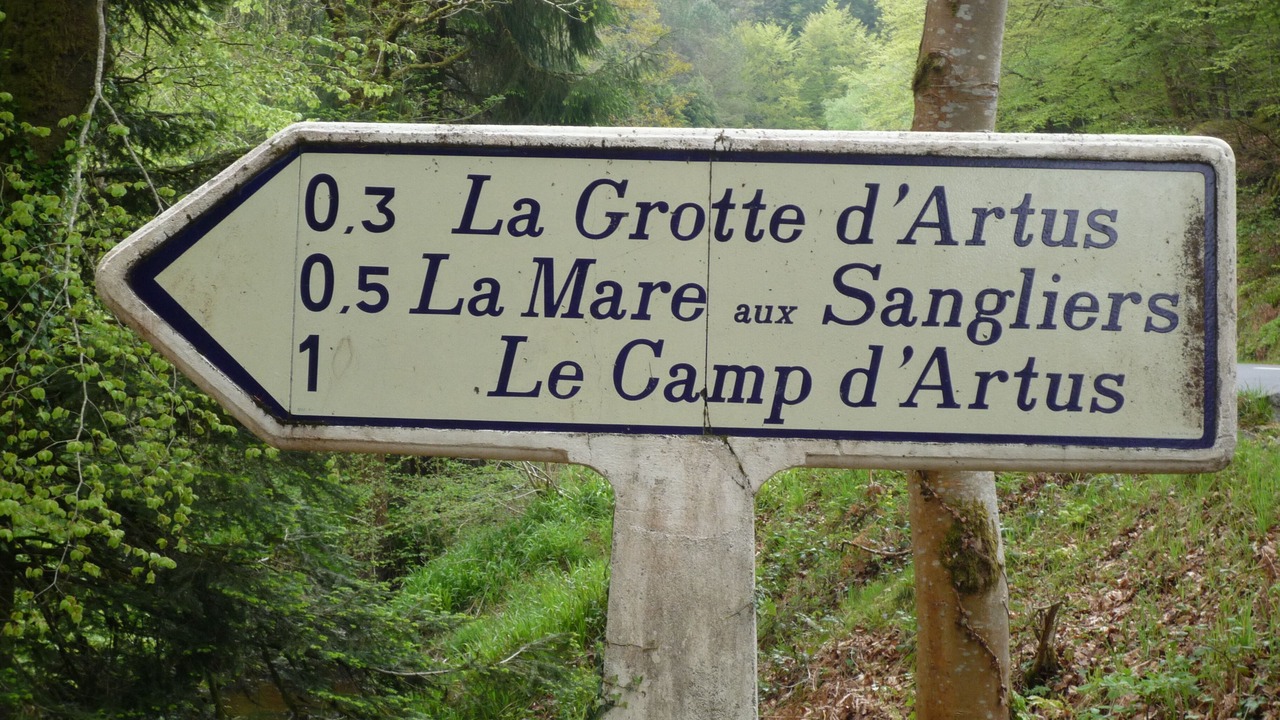 0,3 La Grotte d'Artus
0,5 La Mare aux Sangliers
1 Le Camp d'Artus